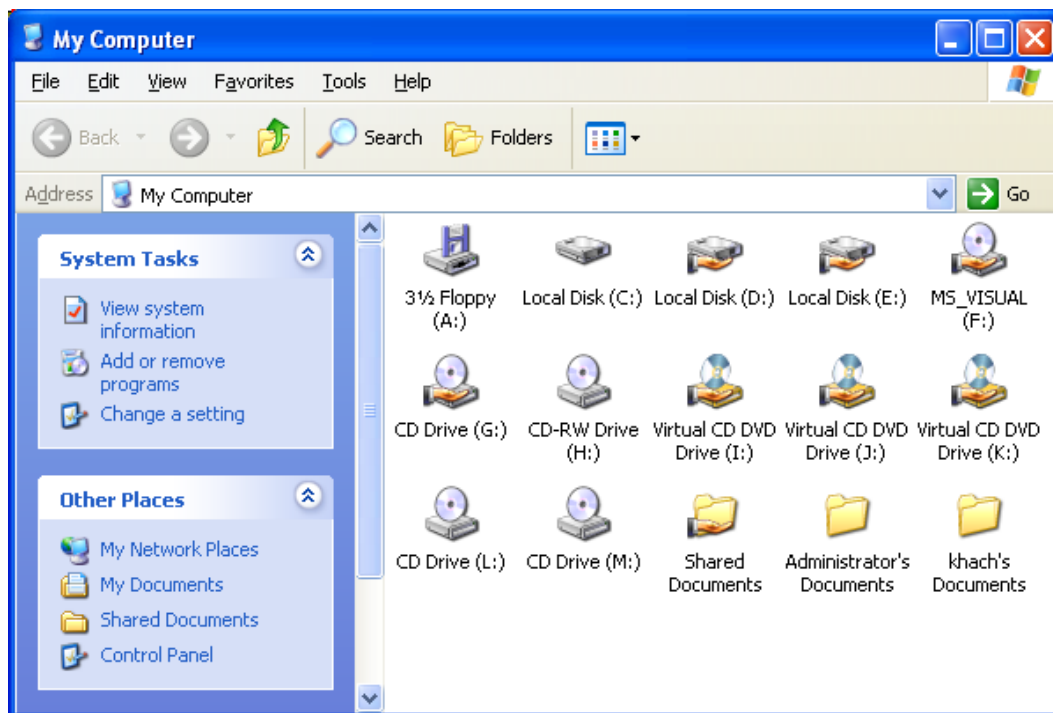 My Computer
File Edit View Favorites Tools Help
Back Search Folders
Address My Computer Go
System Tasks
View system
information
Add or remove
programs
Change a setting
Other Places
My Network Places
My Documents
Shared Documents
Control Panel
3½ Floppy
(A:)
Local Disk (C:)
Local Disk (D:)
Local Disk (E:)
MS_VISUAL
(F:)
CD Drive (G:)
CD-RW Drive
(H:)
Virtual CD DVD
Drive (I:)
Virtual CD DVD
Drive (J:)
Virtual CD DVD
Drive (K:)
CD Drive (L:)
CD Drive (M:)
Shared
Documents
Administrator's
Documents
khach's
Documents